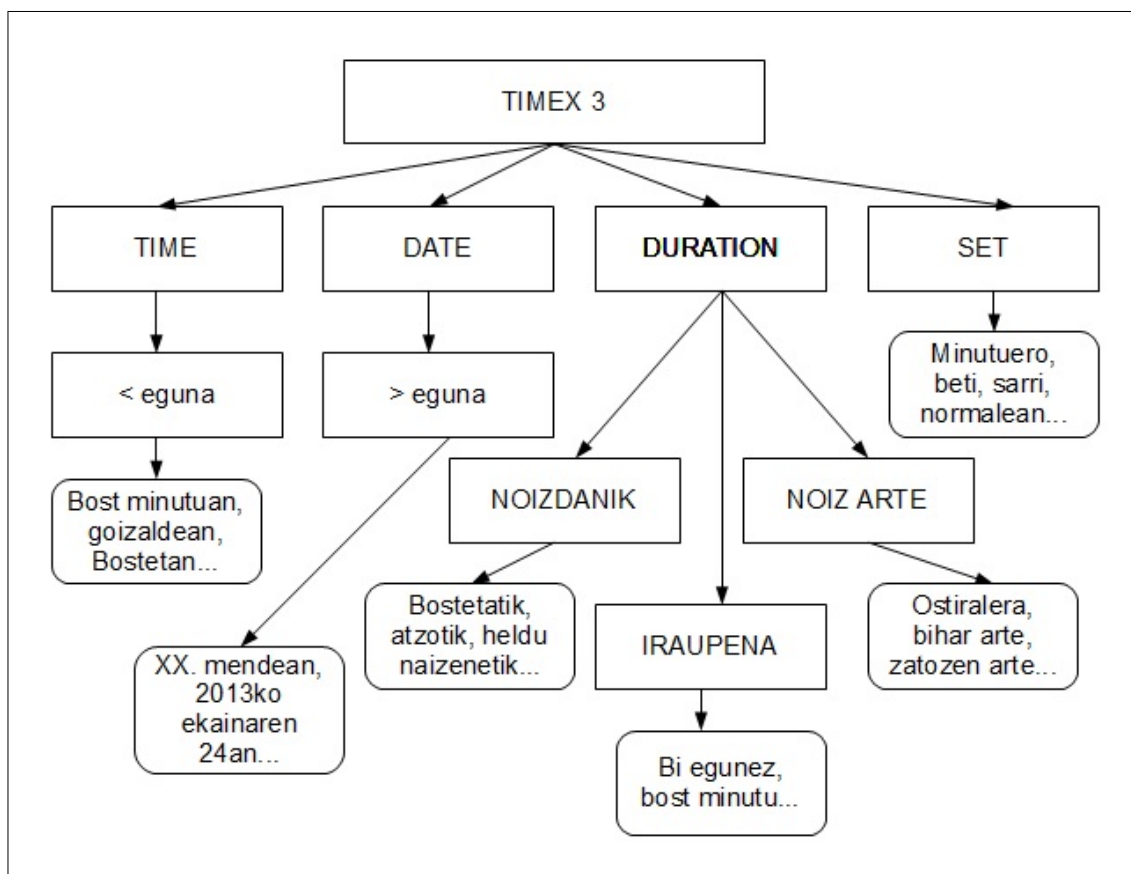 TIMEX 3
TIME
DATE
DURATION
SET
< eguna
> eguna
Minutuero,
beti, sarri,
normalean...
NOIZDANIK
NOIZ ARTE
Bost minutuan,
goizaldean,
Bostetan...
Bostetatik,
atzotik, heldu
naizenetik...
IRAUPENA
Ostiralera,
bihar arte,
zatozen arte...
XX. mendean,
2013ko
ekainaren
24an...
Bi egunez,
bost minutu...